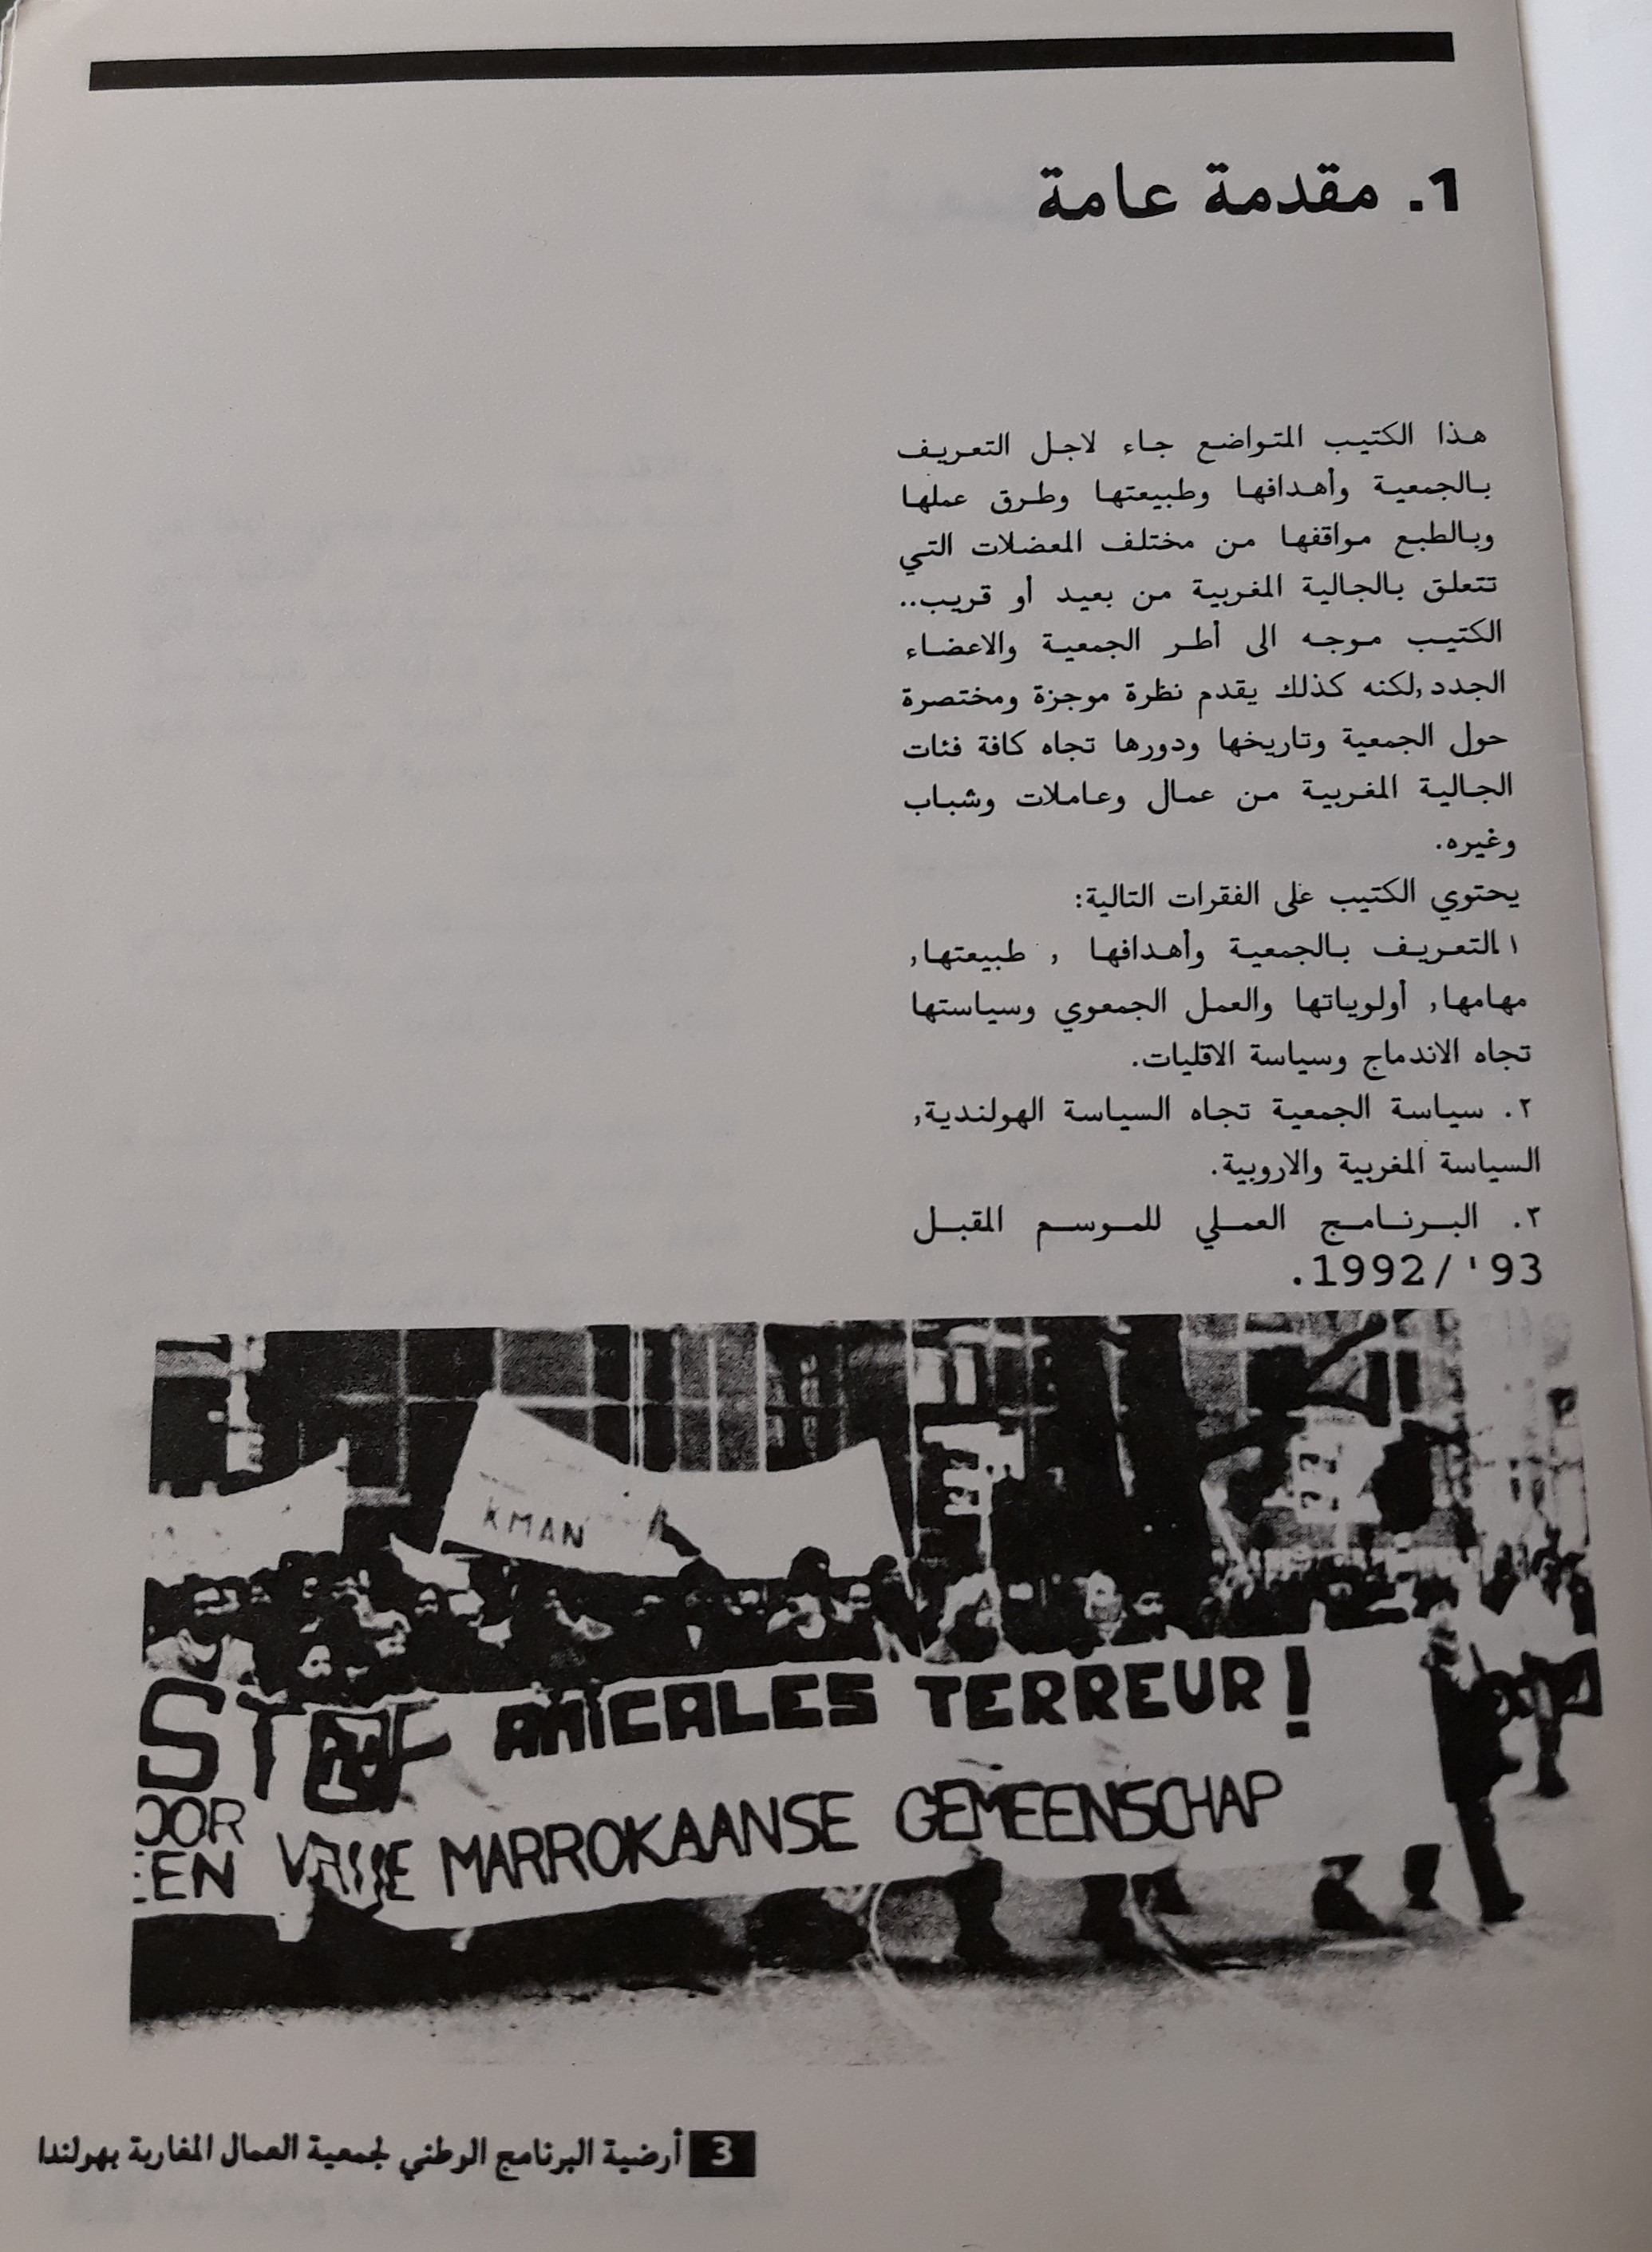 1. مقدمة عامة
هذا الكتيب المتواضع جاء لاجل التعريف
بالجمعية وأهدافها وطبيعتها وطرق عملها
وبالطبع مواقفها من مختلف المعضلات التي
تتعلق بالجالية المغربية من بعيد أو قريب..
الكتيب موجه الى أطر الجمعية والاعضاء
الجدد,لكنه كذلك يقدم نظرة موجزة ومختصرة
حول الجمعية وتاريخها ودورها تجاه كافة فئات
الجالية المغربية من عمال وعاملات وشباب
وغيره.
يحتوي الكتيب على الفقرات التالية:
١.التعريف بالجمعية وأهدافها , طبيعتها,
مهامها, أولوياتها والعمل الجمعوي وسياستها
تجاه الاندماج وسياسة الاقليات.
٢. سياسة الجمعية تجاه السياسة الهولندية,
السياسة المغربية والاروبية.
٣. البرنامج العملي للموسم المقبل
1992/'93.
KMAN
AMICALES TERREUR!
OOR
EEN VRIJE MARROKAANSE GEMEENSCHAP
3 أرضية البرنامج الوطني لجمعية العمال المغاربة بهولندا